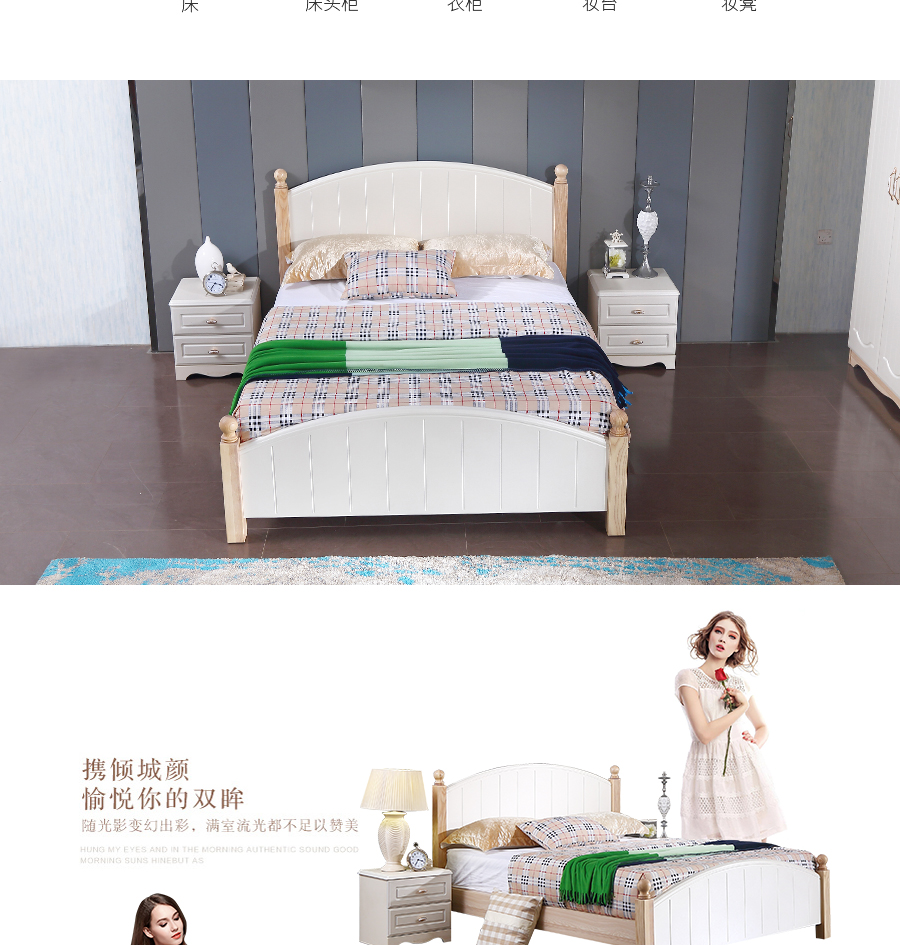 床 床头柜 衣柜 妆台 妆凳
携倾城颜
愉悦你的双眸
随光影变幻出彩，满室流光都不足以赞美
HUNG MY EYES AND IN THE MORNING AUTHENTIC SOUND GOOD
MORNING SUNS HINEBUT AS